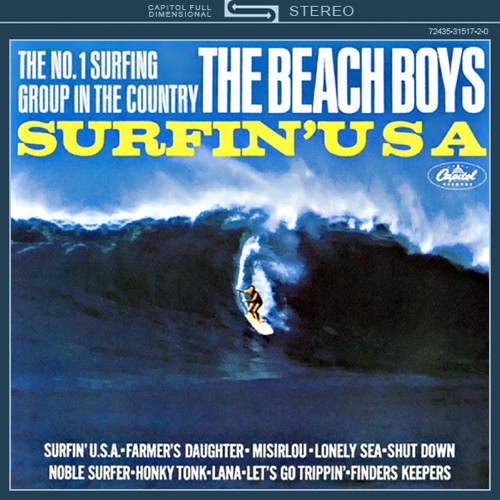 CAPITOL FULL DIMENSIONAL STEREO
72435-31517-2-0
THE NO. 1 SURFING
GROUP IN THE COUNTRY
THE BEACH BOYS
SURFIN' USA
Capitol
RECORDS
SURFIN' U.S.A.•FARMER'S DAUGHTER•MISIRLOU•LONELY SEA•SHUT DOWN
NOBLE SURFER•HONKY TONK•LANA•LET'S GO TRIPPIN'•FINDERS KEEPERS